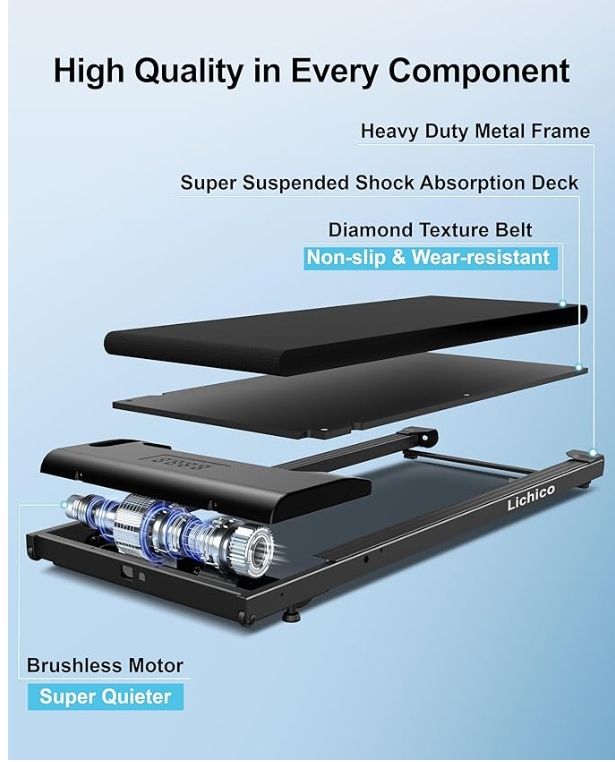 High Quality in Every Component
Heavy Duty Metal Frame
Super Suspended Shock Absorption Deck
Diamond Texture Belt
Non-slip & Wear-resistant
Lichico
Brushless Motor
Super Quieter